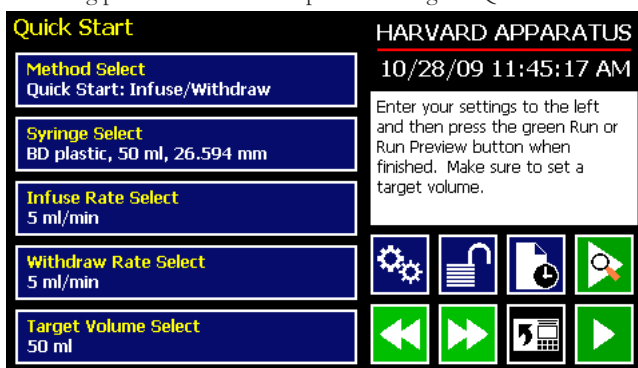 Quick Start
Method Select
Quick Start: Infuse/Withdraw
Syringe Select
BD plastic, 50 ml, 26.594 mm
Infuse Rate Select
5 ml/min
Withdraw Rate Select
5 ml/min
Target Volume Select
50 ml
HARVARD APPARATUS
10/28/09 11:45:17 AM
Enter your settings to the left
and then press the green Run or
Run Preview button when
finished. Make sure to set a
target volume.